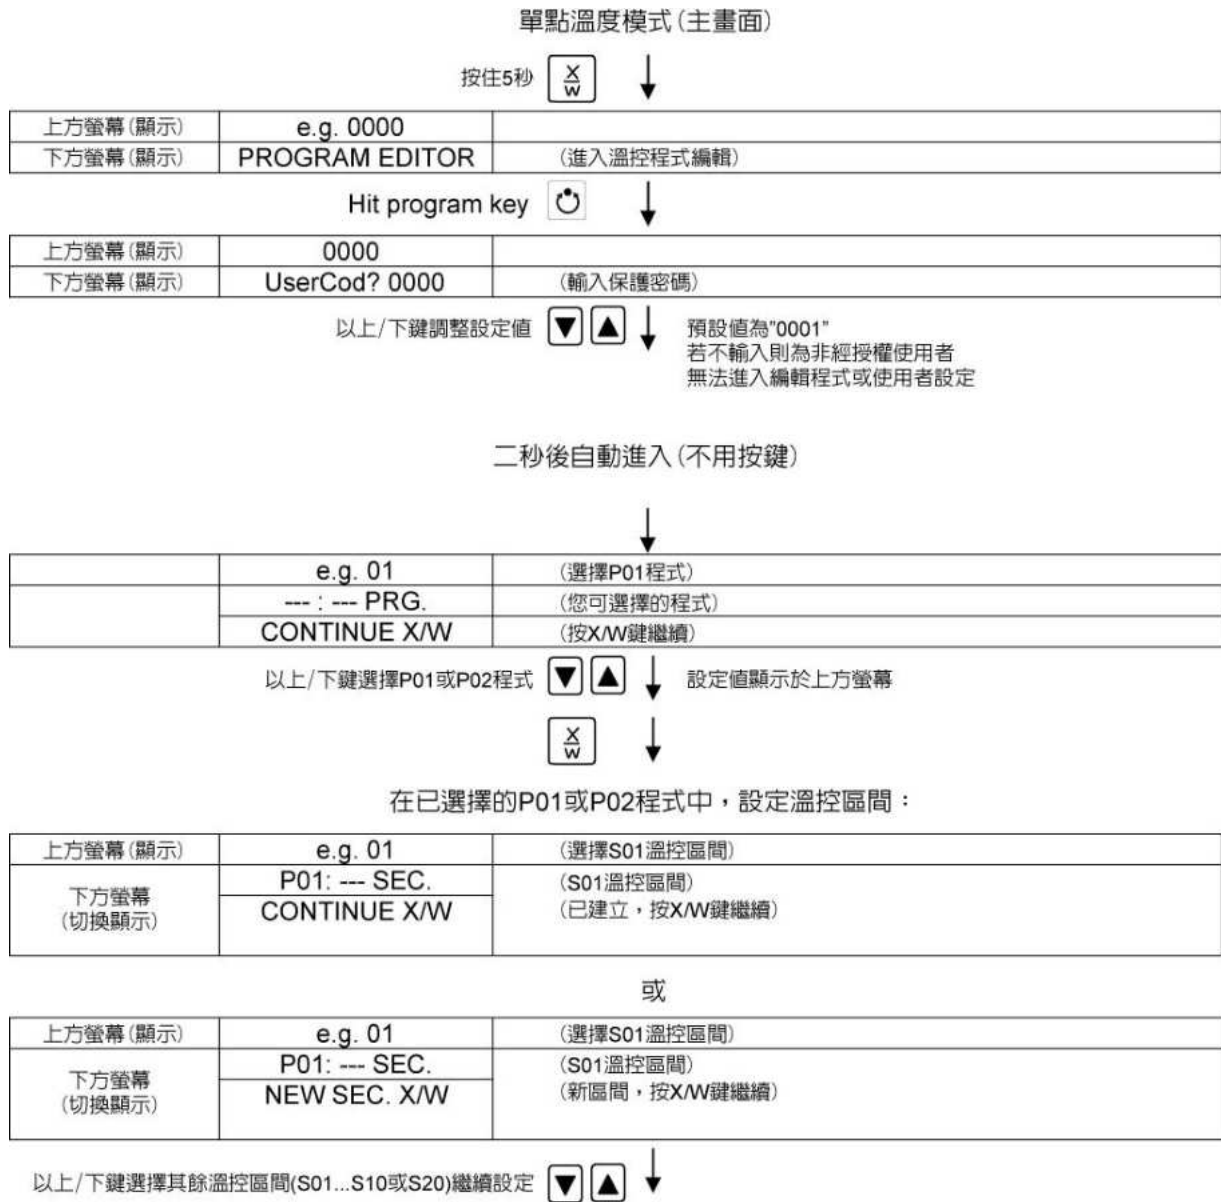 單點溫度模式(主畫面)
按住5秒 X/W
上方螢幕(顯示) e.g. 0000
下方螢幕(顯示) PROGRAM EDITOR (進入溫控程式編輯)
Hit program key
上方螢幕(顯示) 0000
下方螢幕(顯示) UserCod? 0000 (輸入保護密碼)
以上/下鍵調整設定值 預設值為"0001"
若不輸入則為非經授權使用者
無法進入編輯程式或使用者設定
二秒後自動進入(不用按鍵)
e.g. 01 (選擇P01程式)
--- : --- PRG. (您可選擇的程式)
CONTINUE X/W (按X/W鍵繼續)
以上/下鍵選擇P01或P02程式 設定值顯示於上方螢幕
X/W
在已選擇的P01或P02程式中，設定溫控區間：
上方螢幕(顯示) e.g. 01 (選擇S01溫控區間)
下方螢幕 P01: --- SEC. (S01溫控區間)
(切換顯示) CONTINUE X/W (已建立，按X/W鍵繼續)
或
上方螢幕(顯示) e.g. 01 (選擇S01溫控區間)
下方螢幕 P01: --- SEC. (S01溫控區間)
(切換顯示) NEW SEC. X/W (新區間，按X/W鍵繼續)
以上/下鍵選擇其餘溫控區間(S01...S10或S20)繼續設定